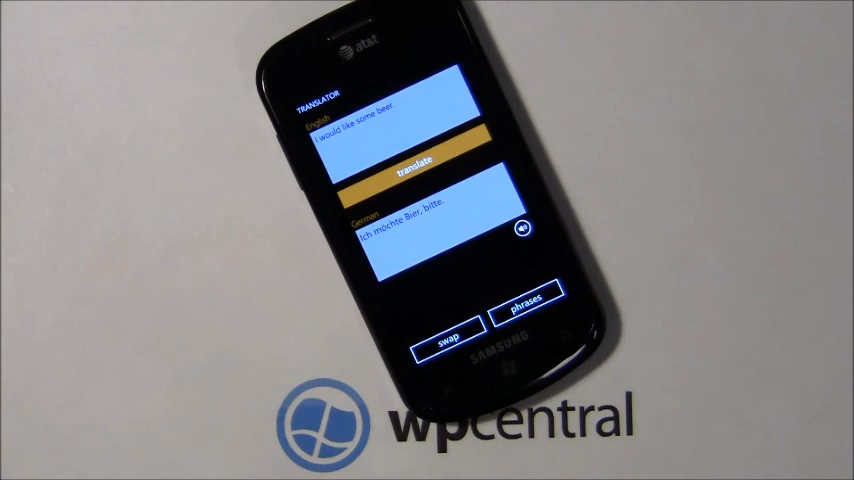 at&t
TRANSLATOR
English
I would like some beer.
translate
German
Ich möchte Bier, bitte.
swap
phrases
SAMSUNG
wpcentral